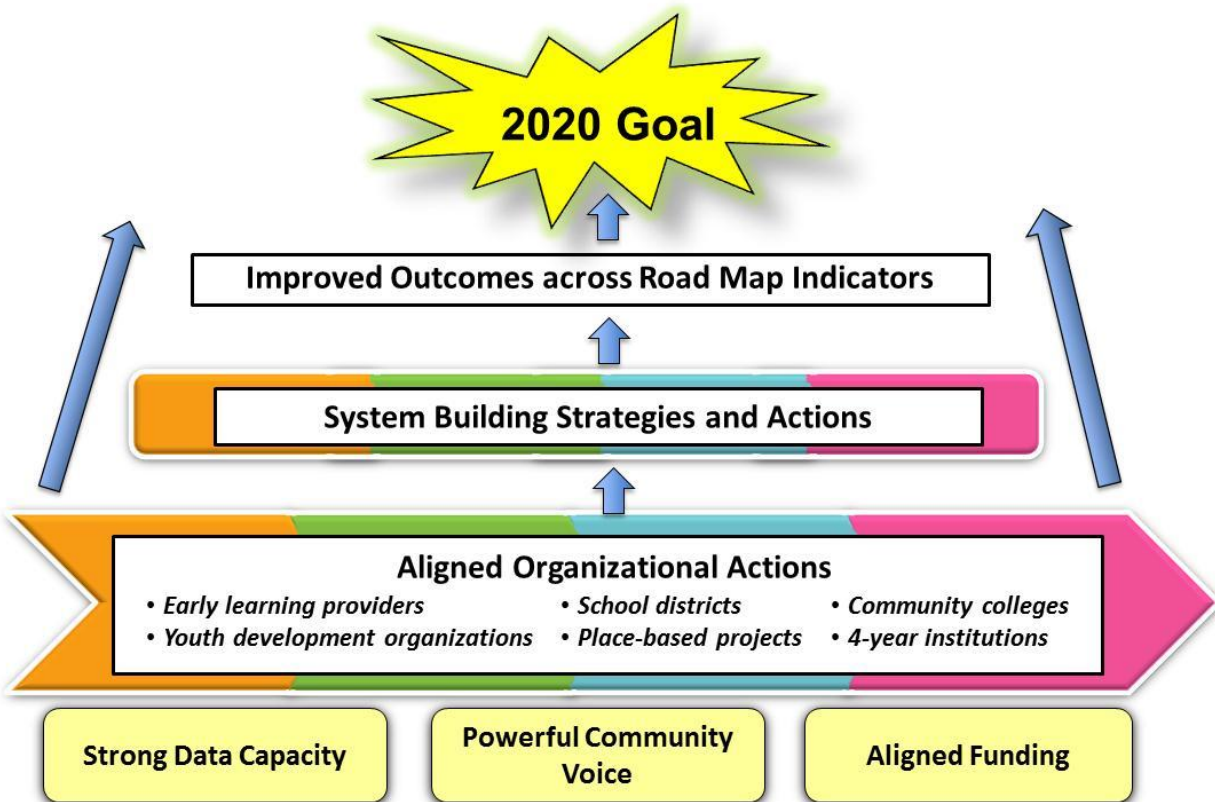 2020 Goal
Improved Outcomes across Road Map Indicators
System Building Strategies and Actions
Aligned Organizational Actions
• Early learning providers • School districts • Community colleges
• Youth development organizations • Place-based projects • 4-year institutions
Strong Data Capacity
Powerful Community
Voice
Aligned Funding